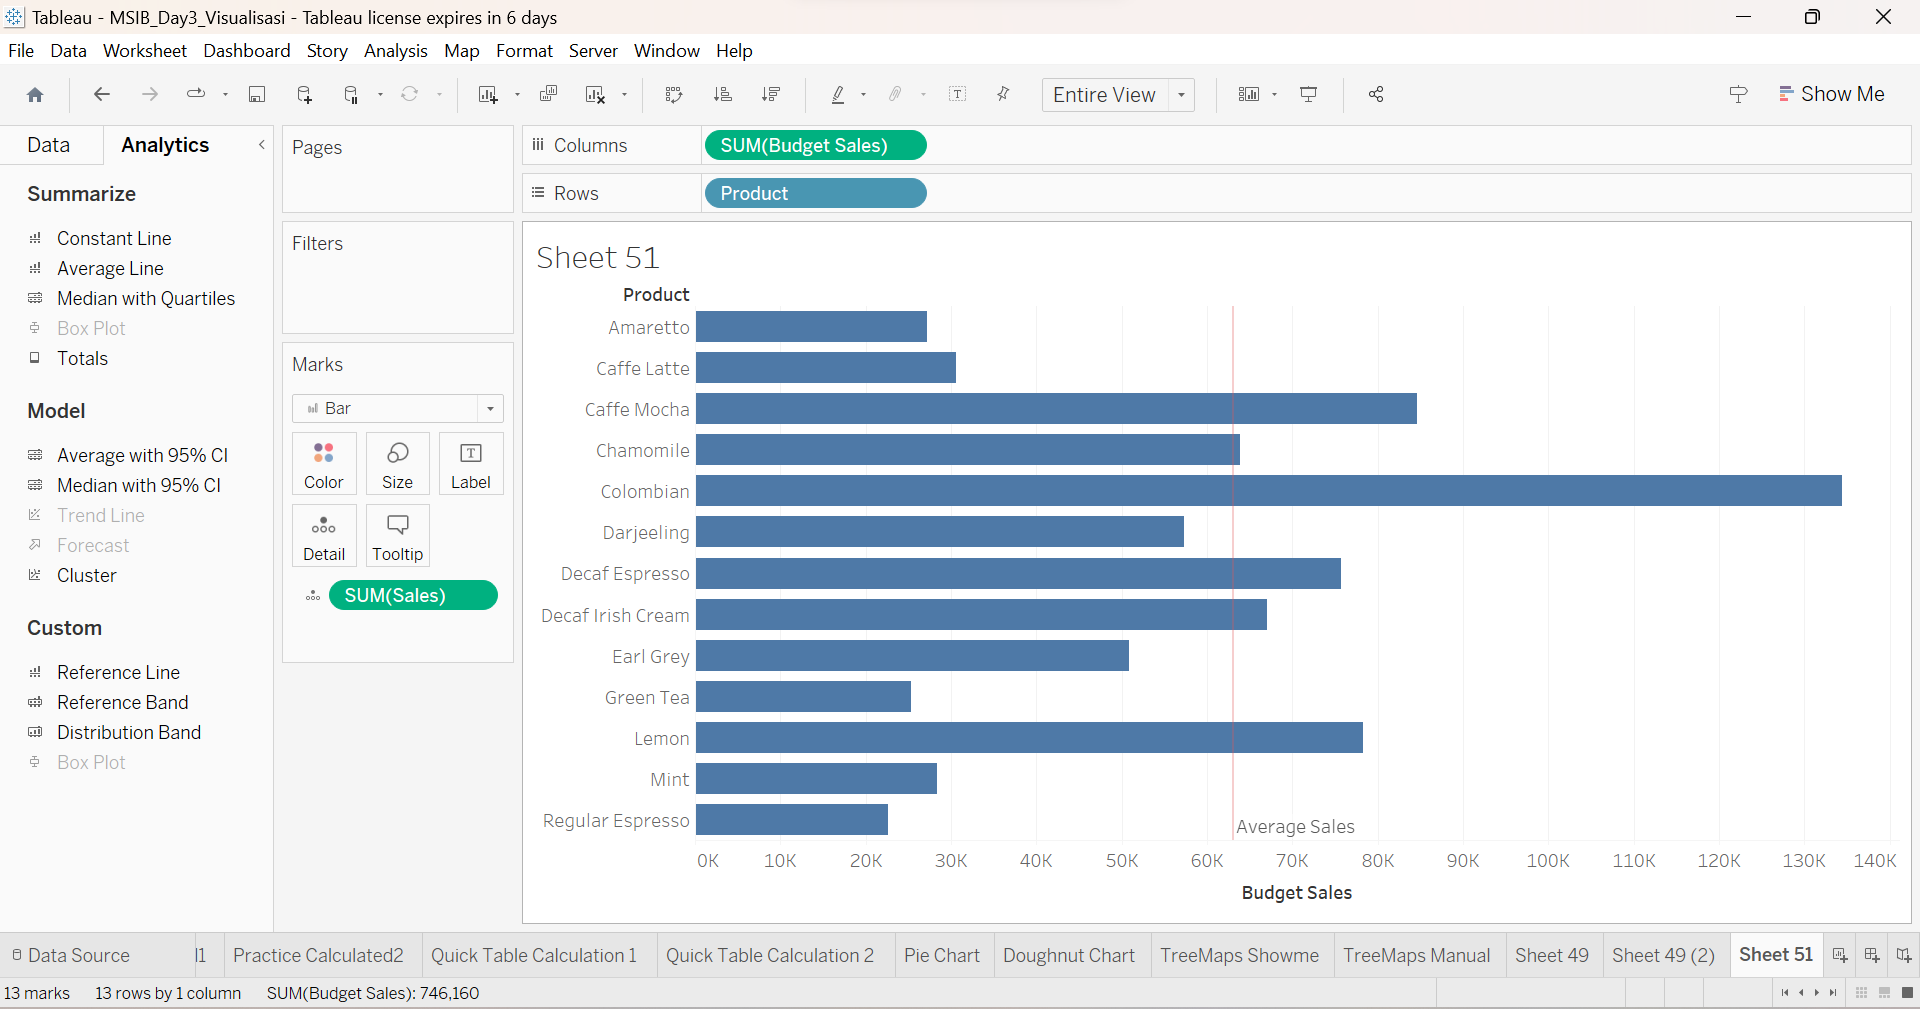 Tableau - MSIB_Day3_Visualisasi - Tableau license expires in 6 days
File Data Worksheet Dashboard Story Analysis Map Format Server Window Help
Entire View
Show Me
Data Analytics
Summarize
Constant Line
Average Line
Median with Quartiles
Box Plot
Totals
Model
Average with 95% CI
Median with 95% CI
Trend Line
Forecast
Cluster
Custom
Reference Line
Reference Band
Distribution Band
Box Plot
Pages
Filters
Marks
Bar
Color Size Label
Detail Tooltip
SUM(Sales)
Columns SUM(Budget Sales)
Rows Product
Sheet 51
Product
Amaretto
Caffe Latte
Caffe Mocha
Chamomile
Colombian
Darjeeling
Decaf Espresso
Decaf Irish Cream
Earl Grey
Green Tea
Lemon
Mint
Regular Espresso
Average Sales
0K 10K 20K 30K 40K 50K 60K 70K 80K 90K 100K 110K 120K 130K 140K
Budget Sales
Data Source Practice Calculated2 Quick Table Calculation 1 Quick Table Calculation 2 Pie Chart Doughnut Chart TreeMaps Showme TreeMaps Manual Sheet 49 Sheet 49 (2) Sheet 51
13 marks 13 rows by 1 column SUM(Budget Sales): 746,160